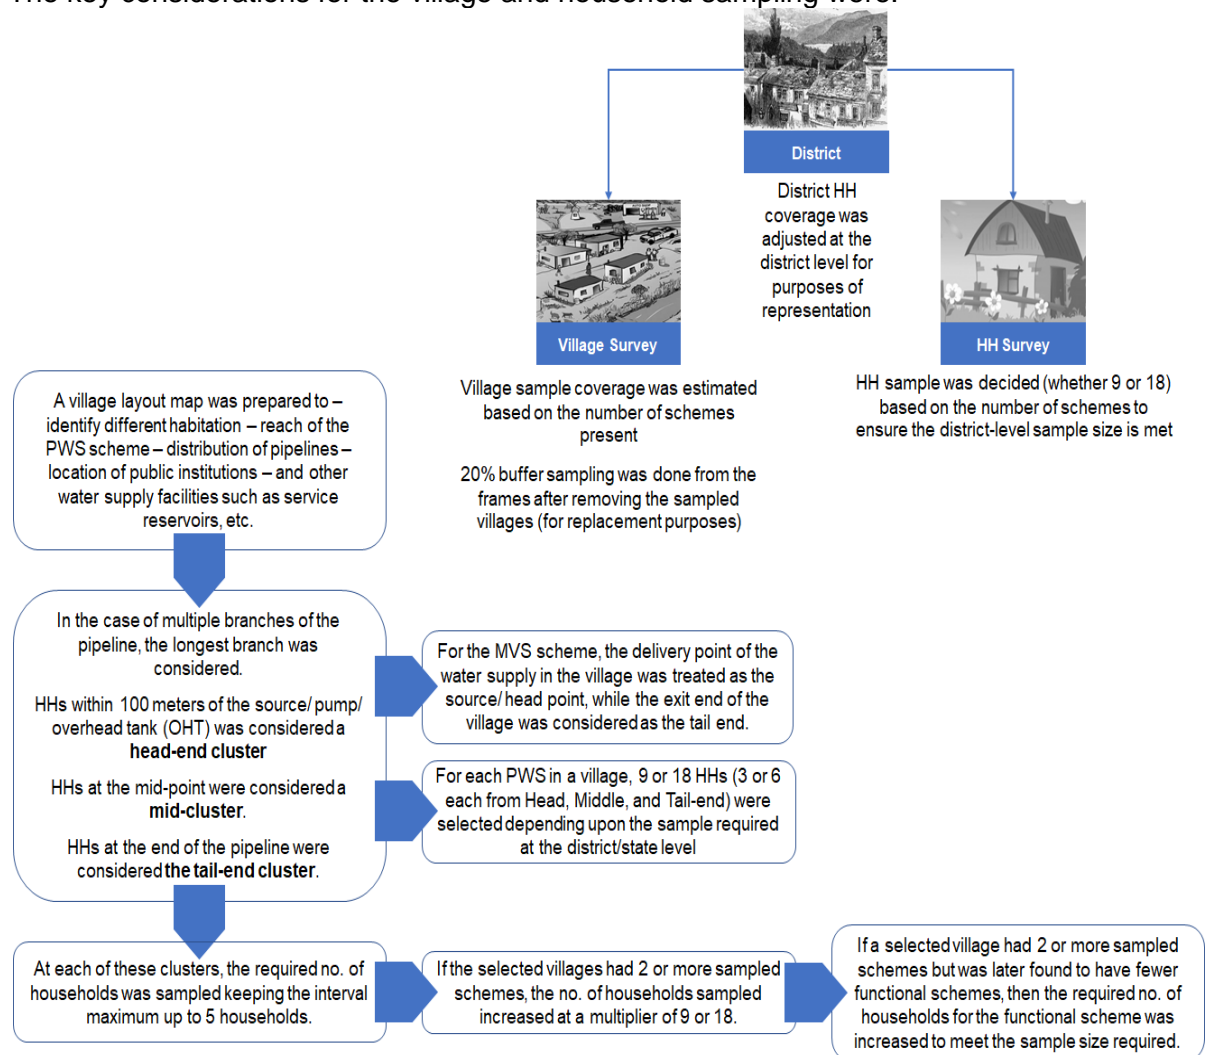 The key considerations for the village and household sampling were:
District
District HH
coverage was
adjusted at the
district level for
purposes of
representation
Village Survey
Village sample coverage was estimated
based on the number of schemes
present
20% buffer sampling was done from the
frames after removing the sampled
villages (for replacement purposes)
HH Survey
HH sample was decided (whether 9 or 18)
based on the number of schemes to
ensure the district-level sample size is met
A village layout map was prepared to –
identify different habitation – reach of the
PWS scheme – distribution of pipelines –
location of public institutions – and other
water supply facilities such as service
reservoirs, etc.
In the case of multiple branches of the
pipeline, the longest branch was
considered.
HHs within 100 meters of the source/ pump/
overhead tank (OHT) was considered a
head-end cluster
HHs at the mid-point were considered a
mid-cluster.
HHs at the end of the pipeline were
considered the tail-end cluster.
For the MVS scheme, the delivery point of the
water supply in the village was treated as the
source/ head point, while the exit end of the
village was considered as the tail end.
For each PWS in a village, 9 or 18 HHs (3 or 6
each from Head, Middle, and Tail-end) were
selected depending upon the sample required
at the district/state level
At each of these clusters, the required no. of
households was sampled keeping the interval
maximum up to 5 households.
If the selected villages had 2 or more sampled
schemes, the no. of households sampled
increased at a multiplier of 9 or 18.
If a selected village had 2 or more sampled
schemes but was later found to have fewer
functional schemes, then the required no. of
households for the functional scheme was
increased to meet the sample size required.